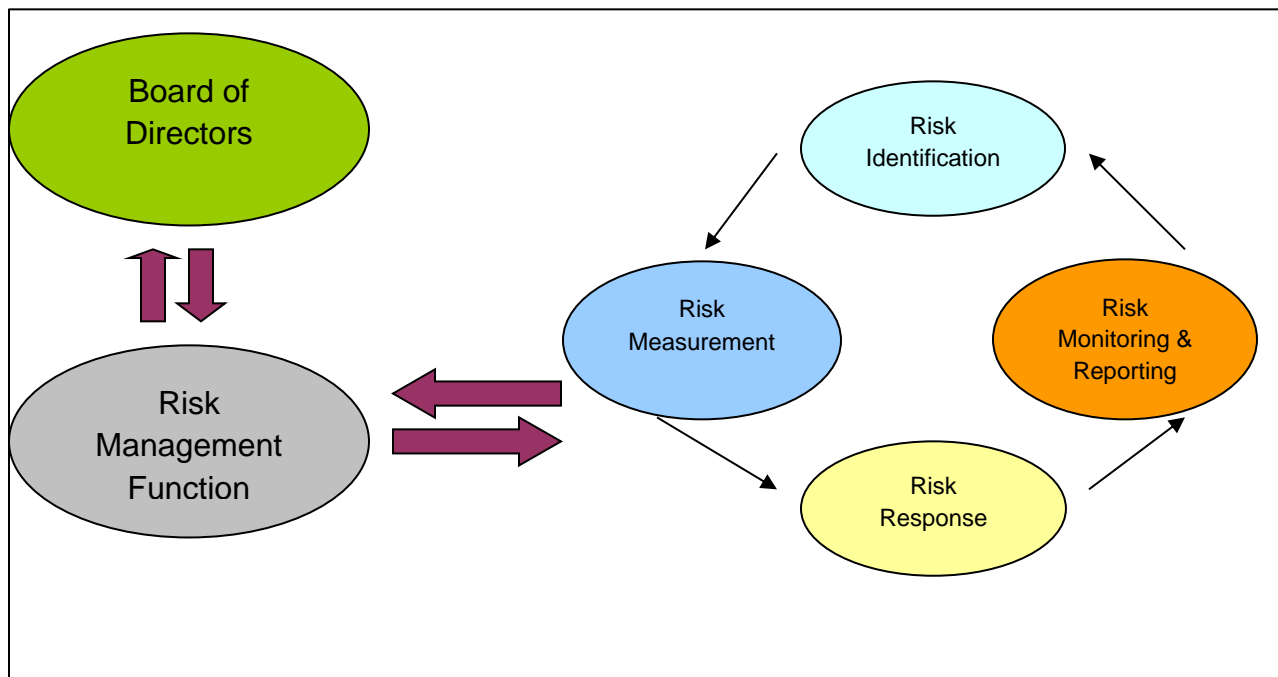 Board of
Directors
Risk
Management
Function
Risk
Identification
Risk
Measurement
Risk
Monitoring &
Reporting
Risk
Response